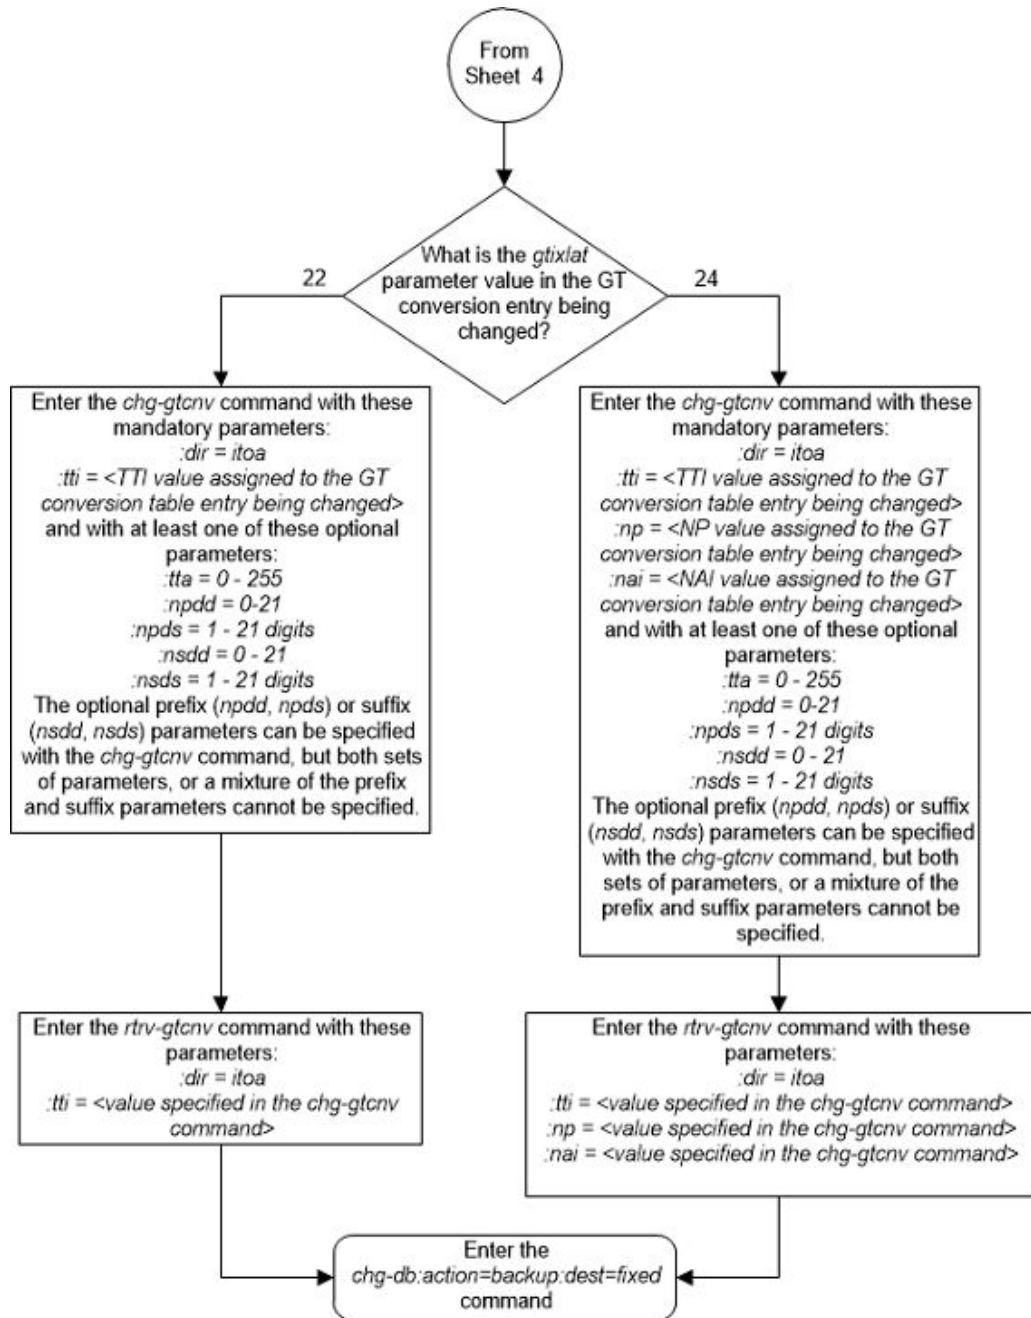 From
Sheet 4
What is the gtixlat
parameter value in the GT
conversion entry being
changed?
22
24
Enter the chg-gtcnv command with these
mandatory parameters:
:dir = itoa
:tti = <TTI value assigned to the GT
conversion table entry being changed>
and with at least one of these optional
parameters:
:tta = 0 - 255
:npdd = 0-21
:npds = 1 - 21 digits
:nsdd = 0 - 21
:nsds = 1 - 21 digits
The optional prefix (npdd, npds) or suffix
(nsdd, nsds) parameters can be specified
with the chg-gtcnv command, but both sets
of parameters, or a mixture of the prefix
and suffix parameters cannot be specified.
Enter the chg-gtcnv command with these
mandatory parameters:
:dir = itoa
:tti = <TTI value assigned to the GT
conversion table entry being changed>
:np = <NP value assigned to the GT
conversion table entry being changed>
:nai = <NAI value assigned to the GT
conversion table entry being changed>
and with at least one of these optional
parameters:
:tta = 0 - 255
:npdd = 0-21
:npds = 1 - 21 digits
:nsdd = 0 - 21
:nsds = 1 - 21 digits
The optional prefix (npdd, npds) or suffix
(nsdd, nsds) parameters can be specified
with the chg-gtcnv command, but both
sets of parameters, or a mixture of the
prefix and suffix parameters cannot be
specified.
Enter the rtrv-gtcnv command with these
parameters:
:dir = itoa
:tti = <value specified in the chg-gtcnv
command>
Enter the rtrv-gtcnv command with these
parameters:
:dir = itoa
:tti = <value specified in the chg-gtcnv command>
:np = <value specified in the chg-gtcnv command>
:nai = <value specified in the chg-gtcnv command>
Enter the
chg-db:action=backup:dest=fixed
command